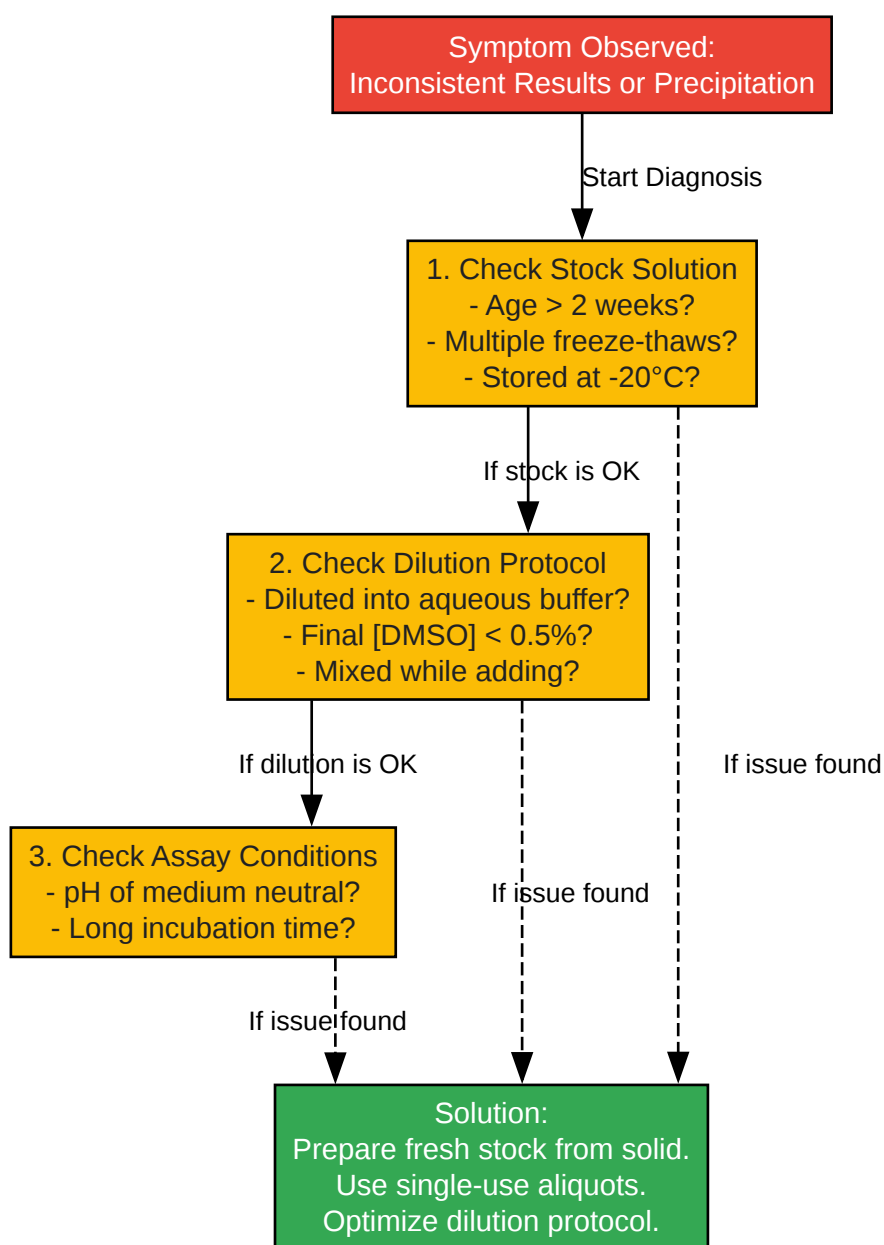 Symptom Observed:
Inconsistent Results or Precipitation
Start Diagnosis
1. Check Stock Solution
- Age > 2 weeks?
- Multiple freeze-thaws?
- Stored at -20°C?
If stock is OK
2. Check Dilution Protocol
- Diluted into aqueous buffer?
- Final [DMSO] < 0.5%?
- Mixed while adding?
If dilution is OK
If issue found
3. Check Assay Conditions
- pH of medium neutral?
- Long incubation time?
If issue found
If issue found
Solution:
Prepare fresh stock from solid.
Use single-use aliquots.
Optimize dilution protocol.